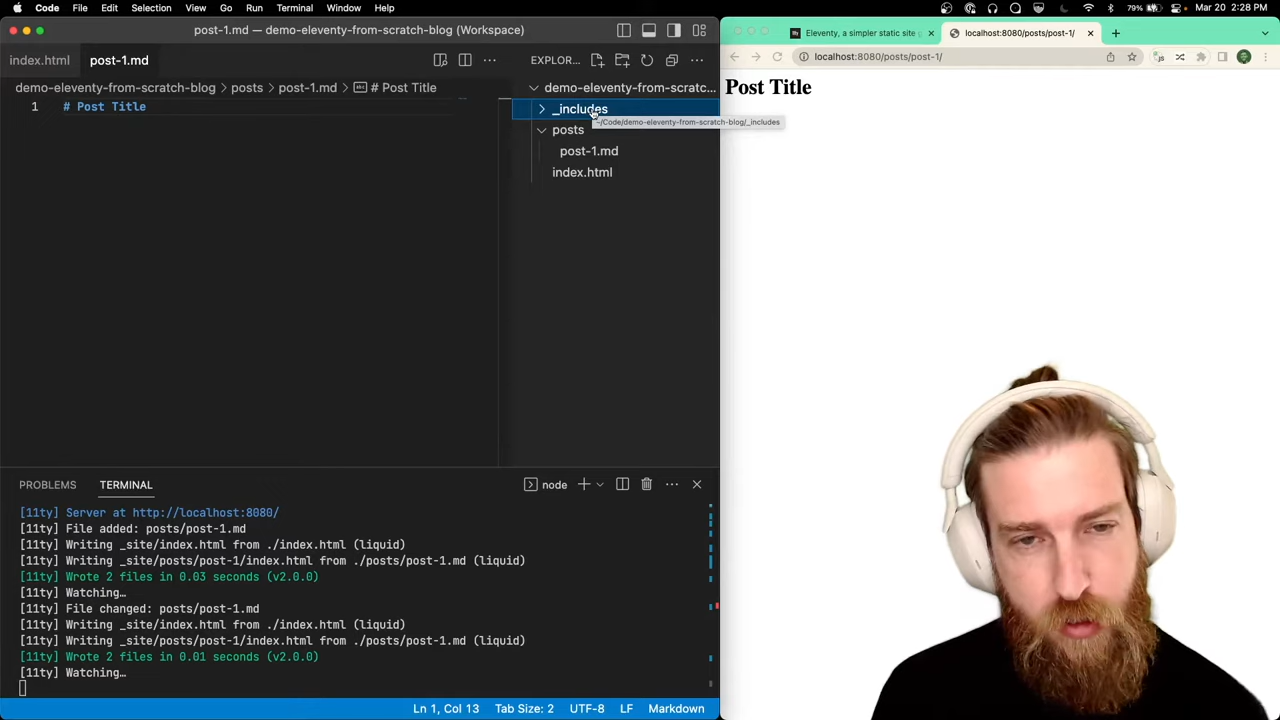 Code File Edit Selection View Go Run Terminal Window Help
79% Mar 20 2:28 PM
post-1.md — demo-eleventy-from-scratch-blog (Workspace)
index.html post-1.md
EXPLOR...
demo-eleventy-from-scratch-blog > posts > post-1.md > # Post Title
1 # Post Title
demo-eleventy-from-scratc...
_includes
~/Code/demo-eleventy-from-scratch-blog/_includes
posts
post-1.md
index.html
PROBLEMS TERMINAL
node
[11ty] Server at http://localhost:8080/
[11ty] File added: posts/post-1.md
[11ty] Writing _site/index.html from ./index.html (liquid)
[11ty] Writing _site/posts/post-1/index.html from ./posts/post-1.md (liquid)
[11ty] Wrote 2 files in 0.03 seconds (v2.0.0)
[11ty] Watching…
[11ty] File changed: posts/post-1.md
[11ty] Writing _site/index.html from ./index.html (liquid)
[11ty] Writing _site/posts/post-1/index.html from ./posts/post-1.md (liquid)
[11ty] Wrote 2 files in 0.01 seconds (v2.0.0)
[11ty] Watching…
Ln 1, Col 13 Tab Size: 2 UTF-8 LF Markdown
Eleventy, a simpler static site
localhost:8080/posts/post-1/
localhost:8080/posts/post-1/
Post Title